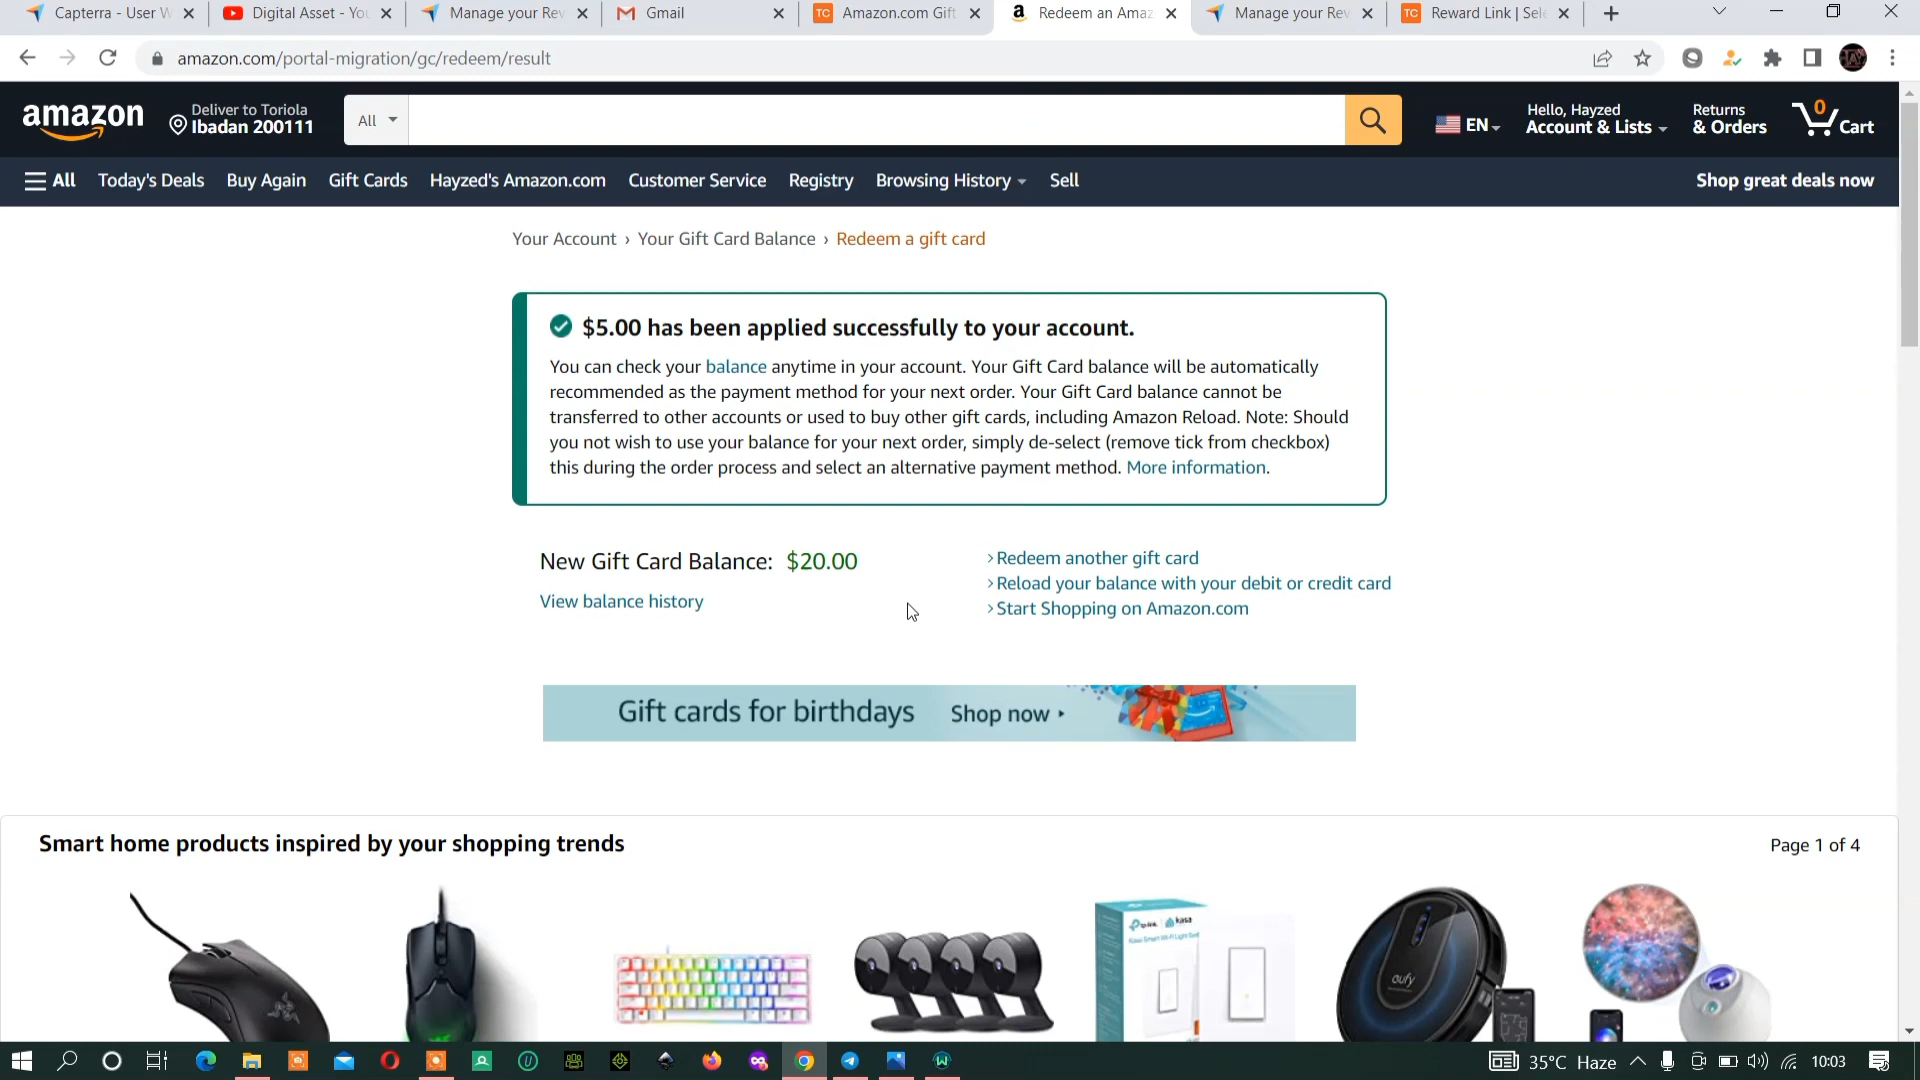 Capterra - User W
Digital Asset - You
Manage your Rev
Gmail
TC
Amazon.com Gift
Redeem an Amaz
Manage your Rev
TC
Reward Link | Sele
amazon.com/portal-migration/gc/redeem/result
amazon
Deliver to Toriola
Ibadan 200111
All
EN
Hello, Hayzed
Account & Lists
Returns
& Orders
0
Cart
All
Today's Deals
Buy Again
Gift Cards
Hayzed's Amazon.com
Customer Service
Registry
Browsing History
Sell
Shop great deals now
Your Account › Your Gift Card Balance › Redeem a gift card
$5.00 has been applied successfully to your account.
You can check your balance anytime in your account. Your Gift Card balance will be automatically
recommended as the payment method for your next order. Your Gift Card balance cannot be
transferred to other accounts or used to buy other gift cards, including Amazon Reload. Note: Should
you not wish to use your balance for your next order, simply de-select (remove tick from checkbox)
this during the order process and select an alternative payment method. More information.
New Gift Card Balance: $20.00
View balance history
› Redeem another gift card
› Reload your balance with your debit or credit card
› Start Shopping on Amazon.com
Gift cards for birthdays
Shop now
Smart home products inspired by your shopping trends
Page 1 of 4
tp-link
kasa
eufy
35°C Haze
10:03